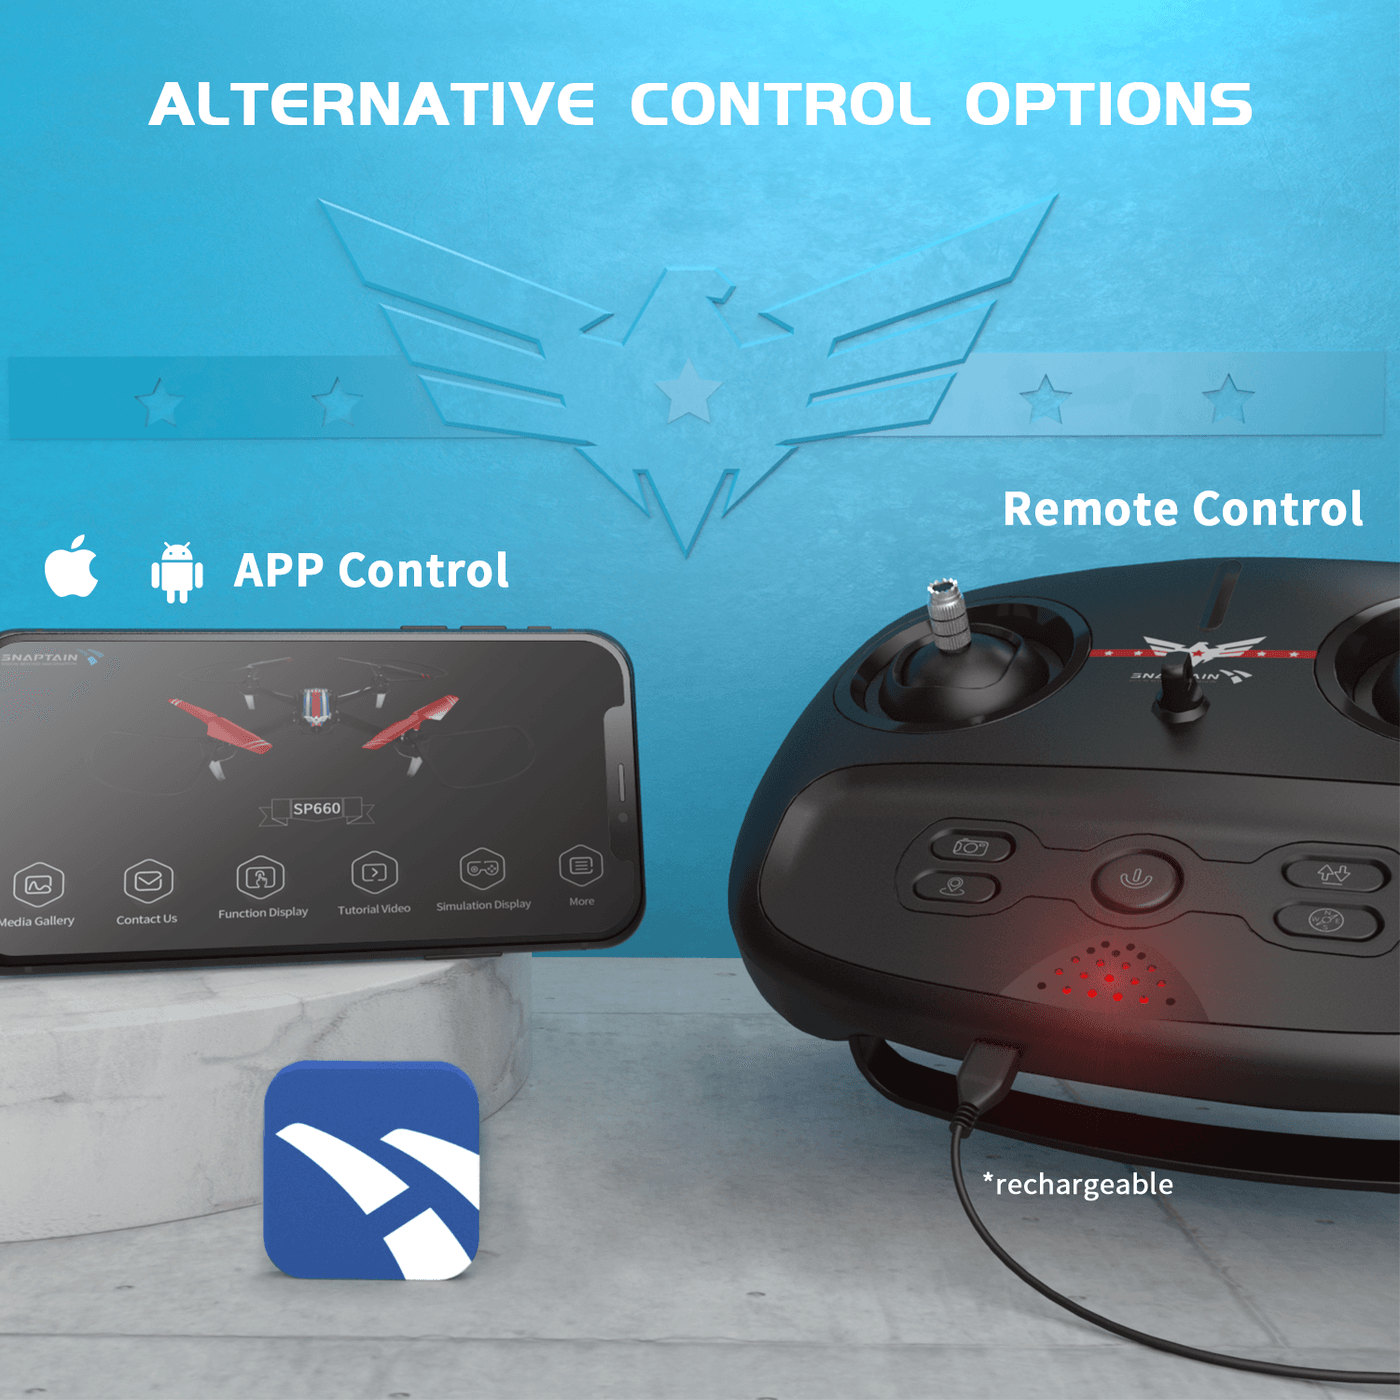 ALTERNATIVE CONTROL OPTIONS
Remote Control
APP Control
SNAPTAIN
SP660
Media Gallery
Contact Us
Function Display
Tutorial Video
Simulation Display
More
SNAPTAIN
N
W E
S
*rechargeable